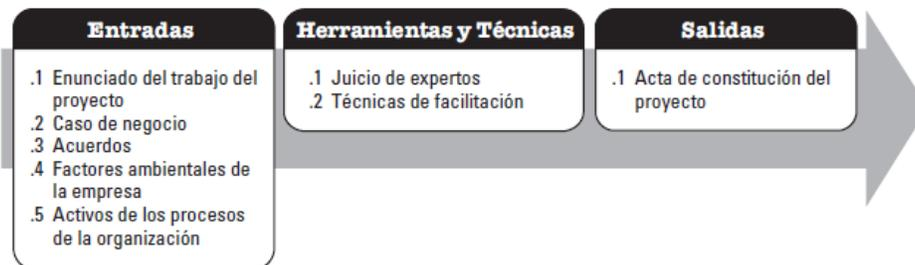 Entradas
.1 Enunciado del trabajo del
proyecto
.2 Caso de negocio
.3 Acuerdos
.4 Factores ambientales de
la empresa
.5 Activos de los procesos
de la organización
Herramientas y Técnicas
.1 Juicio de expertos
.2 Técnicas de facilitación
Salidas
.1 Acta de constitución del
proyecto